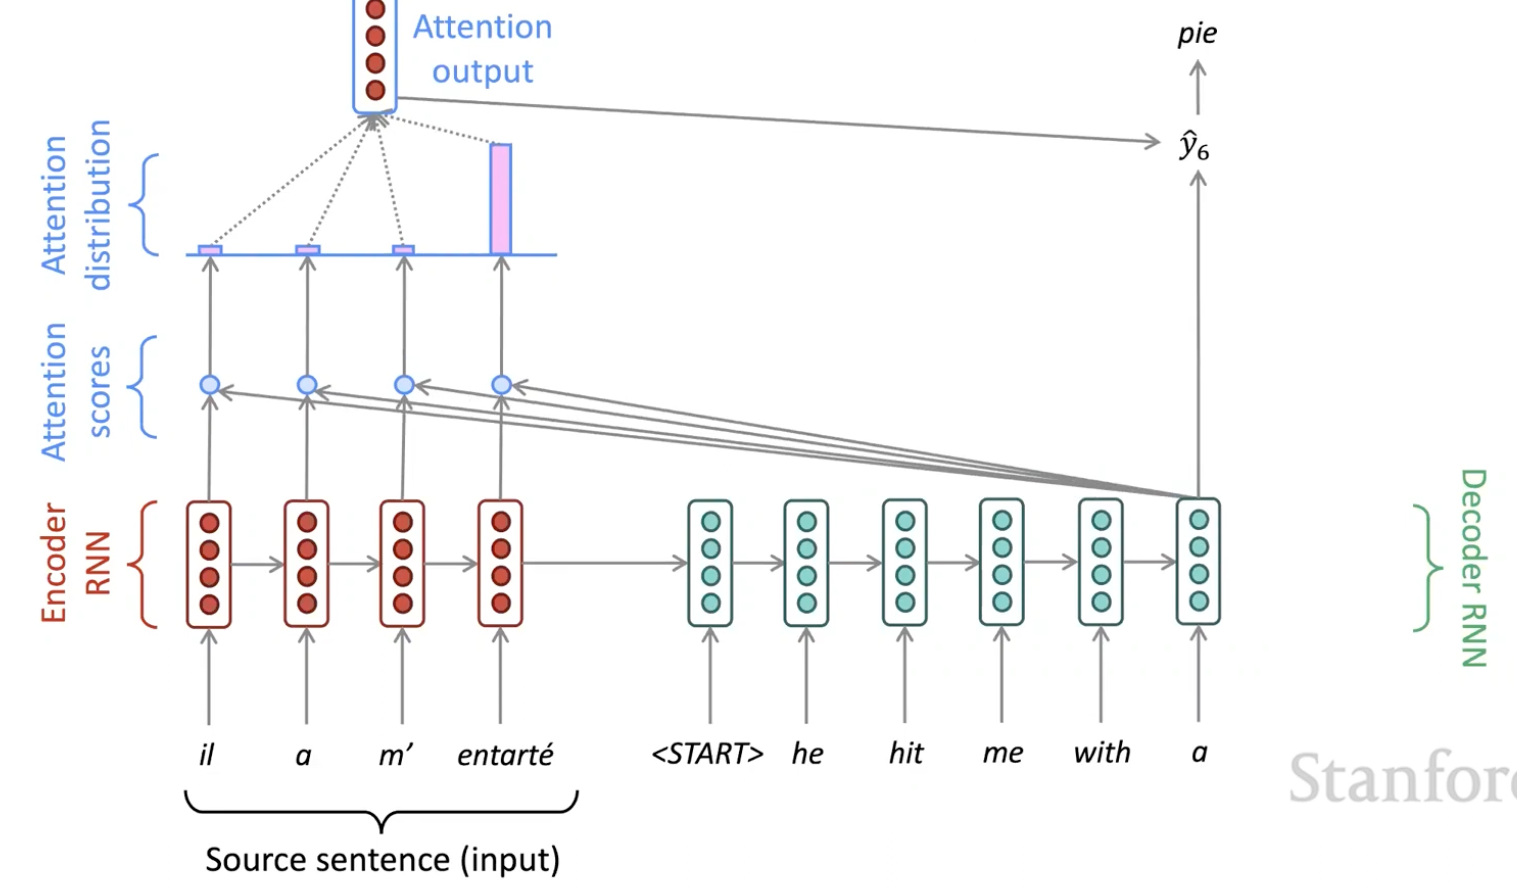 Attention
output
pie
Attention
distribution
ŷ₆
Attention
scores
Encoder
RNN
Decoder RNN
il a m’ entarté <START> he hit me with a
Source sentence (input)
Stanfor